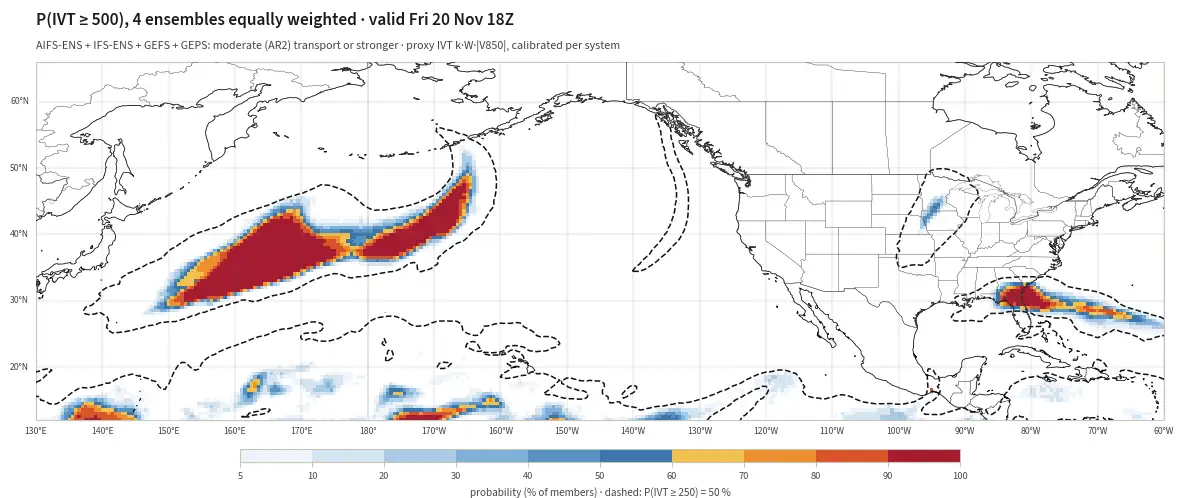 P(IVT ≥ 500), 4 ensembles equally weighted · valid Fri 20 Nov 18Z
AIFS-ENS + IFS-ENS + GEFS + GEPS: moderate (AR2) transport or stronger · proxy IVT k·W·|V850|, calibrated per system
60°N
50°N
40°N
30°N
20°N
130°E 140°E 150°E 160°E 170°E 180° 170°W 160°W 150°W 140°W 130°W 120°W 110°W 100°W 90°W 80°W 70°W 60°W
5 10 20 30 40 50 60 70 80 90 100
probability (% of members) · dashed: P(IVT ≥ 250) = 50 %